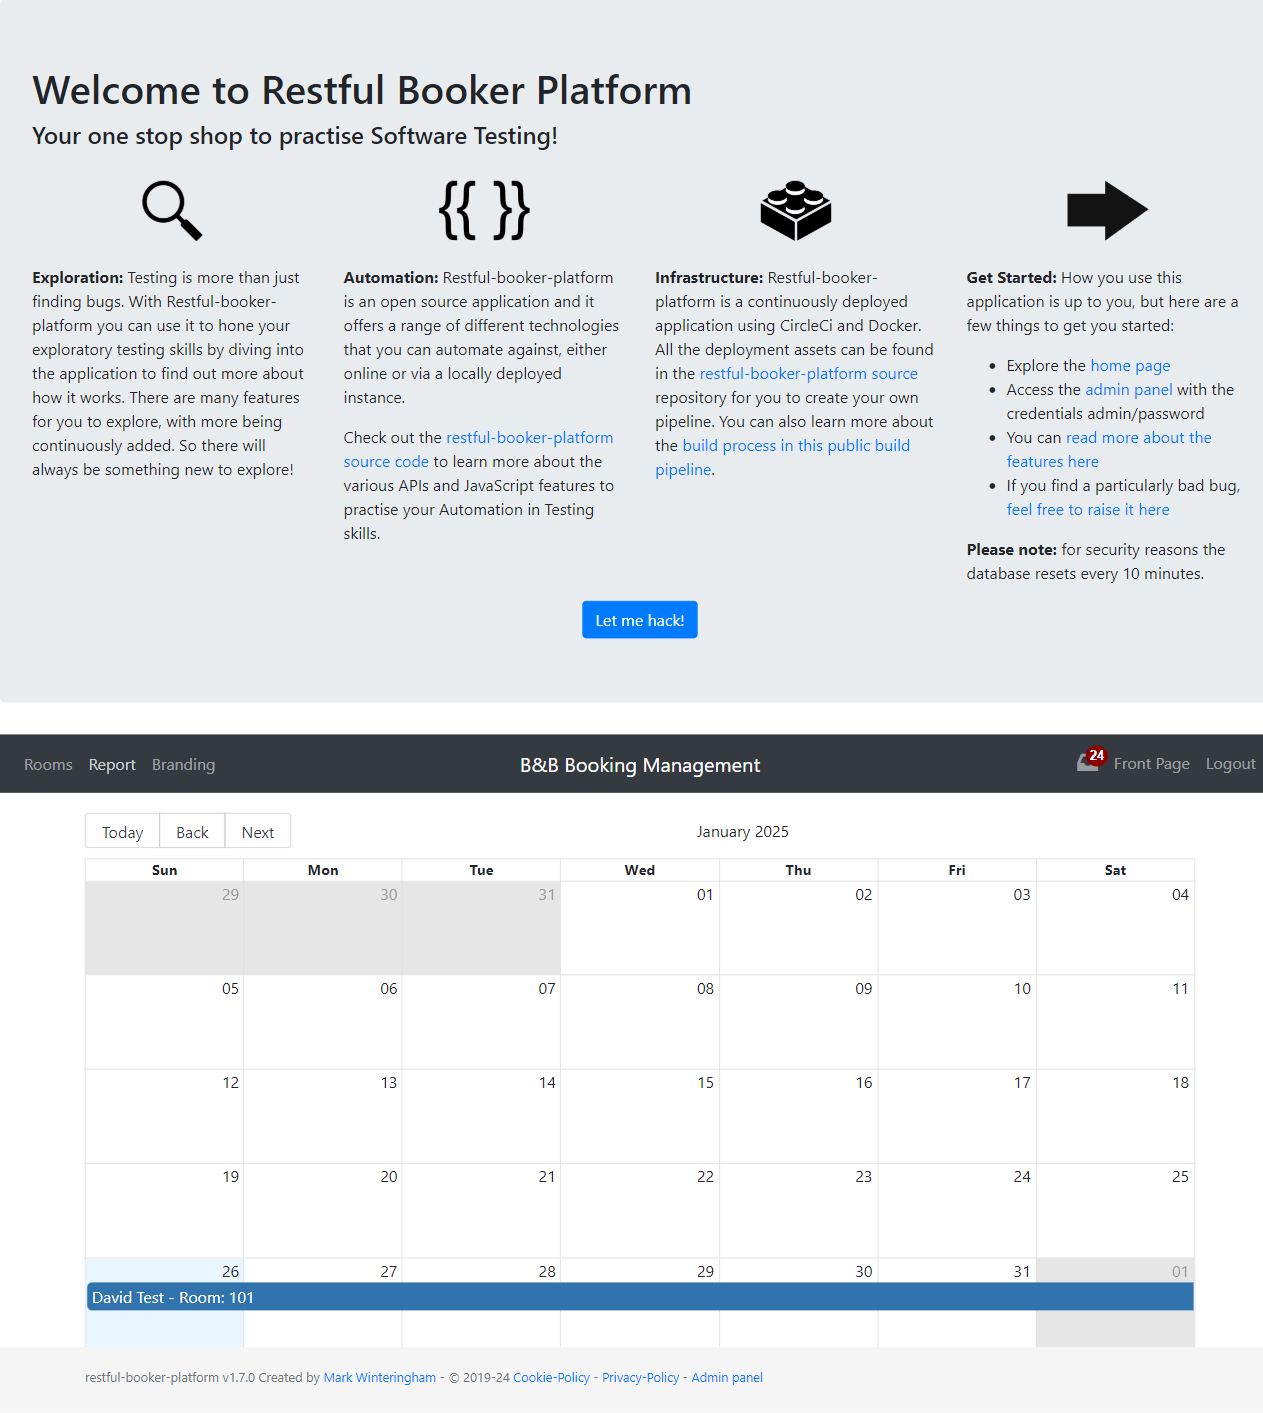 Welcome to Restful Booker Platform
Your one stop shop to practise Software Testing!
{{ }}
Exploration: Testing is more than just
finding bugs. With Restful-booker-
platform you can use it to hone your
exploratory testing skills by diving into
the application to find out more about
how it works. There are many features
for you to explore, with more being
continuously added. So there will
always be something new to explore!
Automation: Restful-booker-platform
is an open source application and it
offers a range of different technologies
that you can automate against, either
online or via a locally deployed
instance.
Check out the restful-booker-platform
source code to learn more about the
various APIs and JavaScript features to
practise your Automation in Testing
skills.
Infrastructure: Restful-booker-
platform is a continuously deployed
application using CircleCi and Docker.
All the deployment assets can be found
in the restful-booker-platform source
repository for you to create your own
pipeline. You can also learn more about
the build process in this public build
pipeline.
Get Started: How you use this
application is up to you, but here are a
few things to get you started:
• Explore the home page
• Access the admin panel with the
credentials admin/password
• You can read more about the
features here
• If you find a particularly bad bug,
feel free to raise it here
Please note: for security reasons the
database resets every 10 minutes.
Let me hack!
Rooms Report Branding B&B Booking Management 24 Front Page Logout
Today Back Next January 2025
Sun Mon Tue Wed Thu Fri Sat
29 30 31 01 02 03 04
05 06 07 08 09 10 11
12 13 14 15 16 17 18
19 20 21 22 23 24 25
26 27 28 29 30 31 01
David Test - Room: 101
restful-booker-platform v1.7.0 Created by Mark Winteringham - © 2019-24 Cookie-Policy - Privacy-Policy - Admin panel